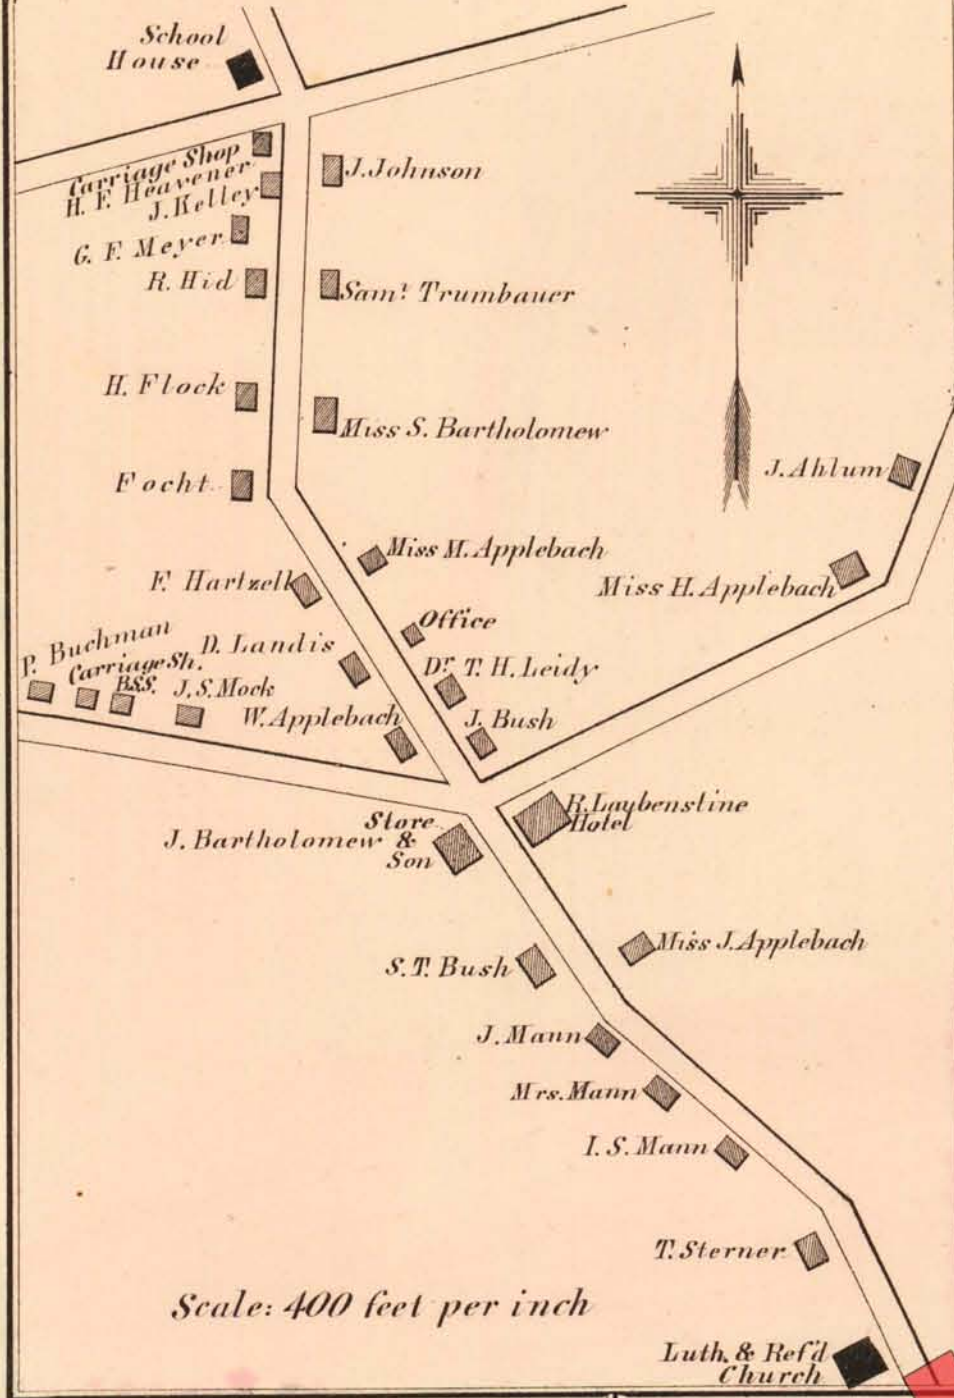 School
House
Carriage Shop
H. F. Heavener
J. Kelley
J. Johnson
G. F. Meyer
R. Hid
Sam.t Trumbauer
H. Flock
Miss S. Bartholomew
Focht
J. Ahlum
Miss M. Applebach
F. Hartzell
Miss H. Applebach
Office
P. Buchman
Carriage Sh.
B.S.S.
J. S. Mock
D. Landis
Dr. T. H. Leidy
W. Applebach
J. Bush
R. Laubenstine
Hotel
Store
J. Bartholomew &
Son
Miss J. Applebach
S. T. Bush
J. Mann
Mrs. Mann
I. S. Mann
T. Sterner
Scale: 400 feet per inch
Luth. & Ref'd
Church